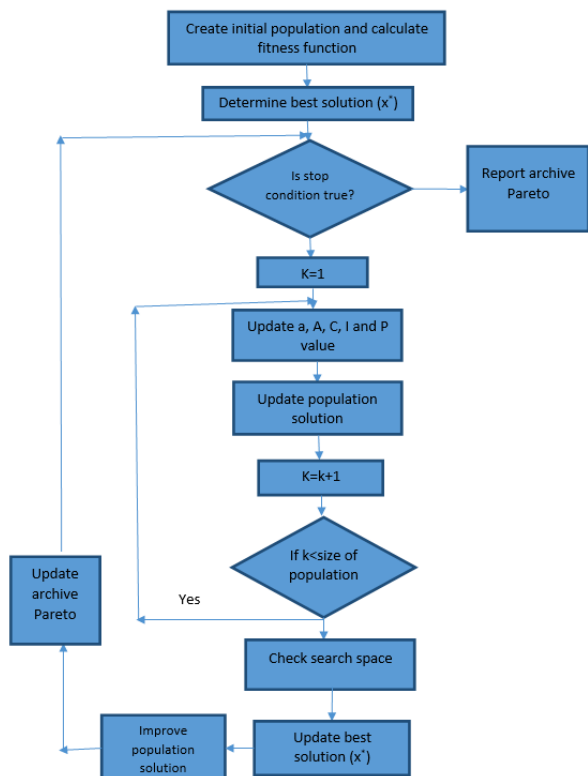 Create initial population and calculate
fitness function
Determine best solution (x*)
Is stop
condition true?
Report archive
Pareto
K=1
Update a, A, C, I and P
value
Update population
solution
K=k+1
If k<size of
population
Yes
Check search space
Update best
solution (x*)
Improve
population
solution
Update
archive
Pareto